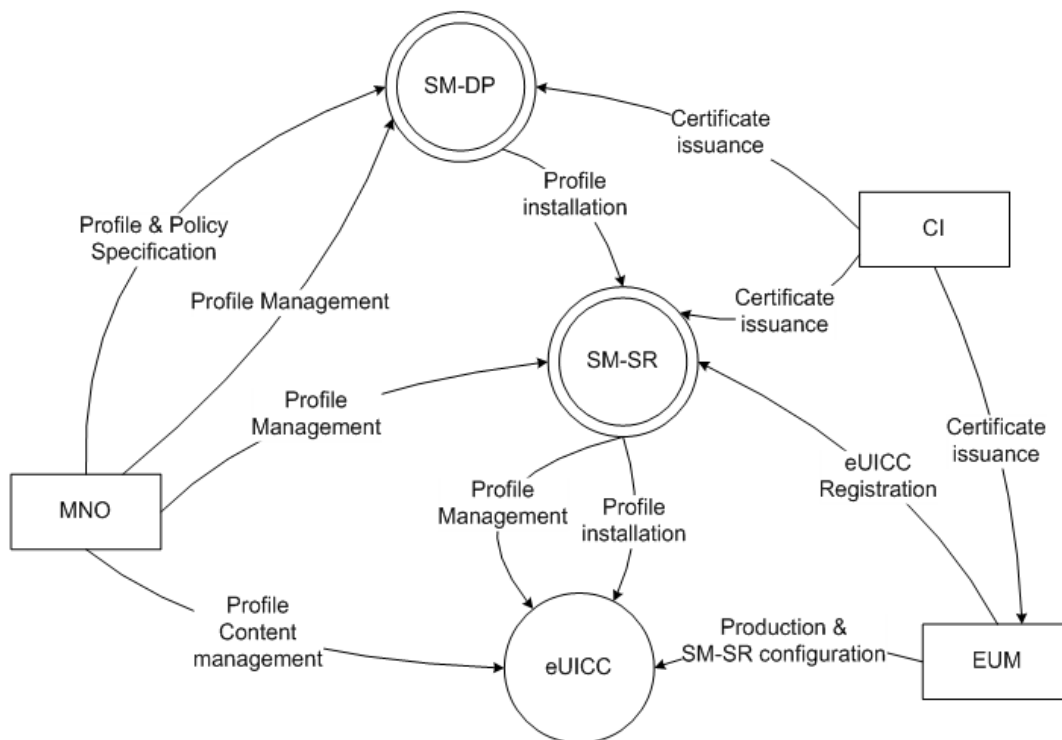 SM-DP
Certificate
issuance
Profile
installation
Profile & Policy
Specification
CI
Profile Management
Certificate
issuance
SM-SR
Profile
Management
Certificate
issuance
eUICC
Registration
MNO
Profile
Management
Profile
installation
Profile
Content
management
Production &
SM-SR configuration
eUICC
EUM